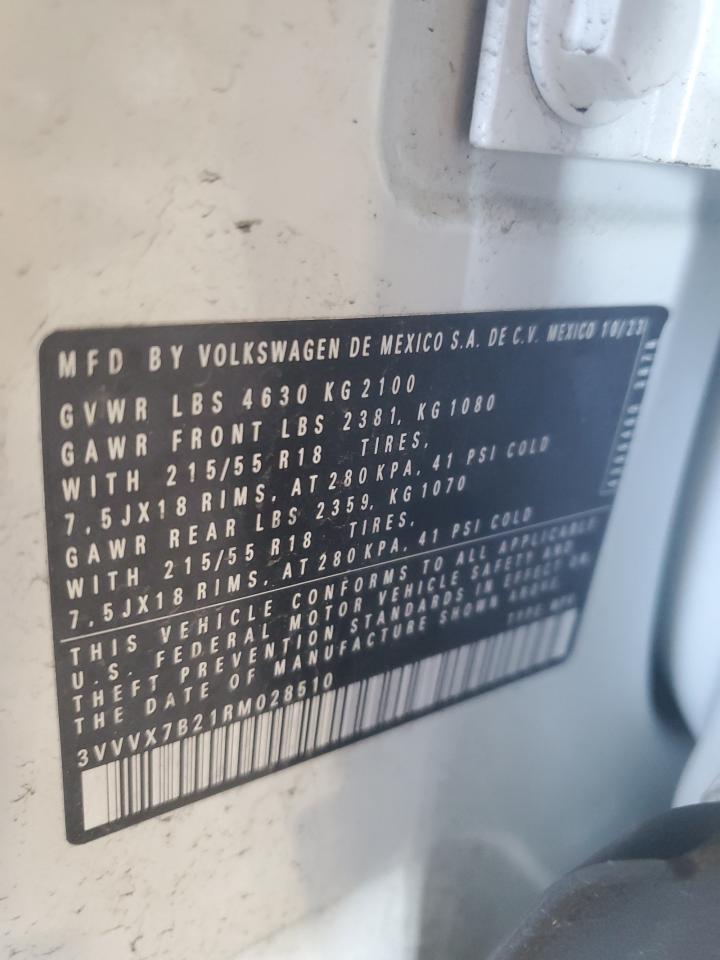 MFD BY VOLKSWAGEN DE MEXICO S.A. DE C.V. MEXICO 10/23
GVWR LBS 4630 KG 2100
GAWR FRONT LBS 2381, KG 1080
WITH 215/55 R18 TIRES,
7,5JX18 RIMS, AT 280 KPA, 41 PSI COLD
GAWR REAR LBS 2359, KG 1070
WITH 215/55 R18 TIRES,
7,5JX18 RIMS, AT 280 KPA, 41 PSI COLD
THIS VEHICLE CONFORMS TO ALL APPLICABLE
U.S. FEDERAL MOTOR VEHICLE SAFETY AND
THEFT PREVENTION STANDARDS IN EFFECT ON
THE DATE OF MANUFACTURE SHOWN ABOVE.
3VVVX7B21RM028510 TYPE: